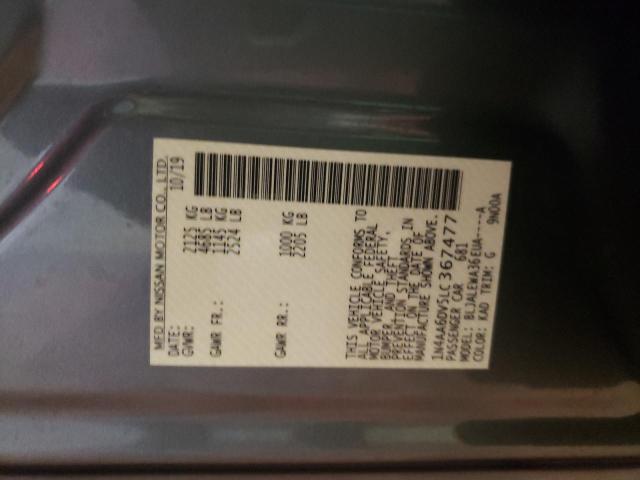 MFD BY NISSAN MOTOR CO., LTD.
DATE: 10/19
GVWR: 2125 KG
4685 LB
GAWR FR.: 1145 KG
2524 LB
GAWR RR.: 1000 KG
2205 LB
THIS VEHICLE CONFORMS TO
ALL APPLICABLE FEDERAL
MOTOR VEHICLE SAFETY,
BUMPER, AND THEFT
PREVENTION STANDARDS IN
EFFECT ON THE DATE OF
MANUFACTURE SHOWN ABOVE.
1N4AA6DV5LC367477
PASSENGER CAR 681
MODEL: BLJALEWA36EUA----A
COLOR: KAD TRIM: G 9N00A